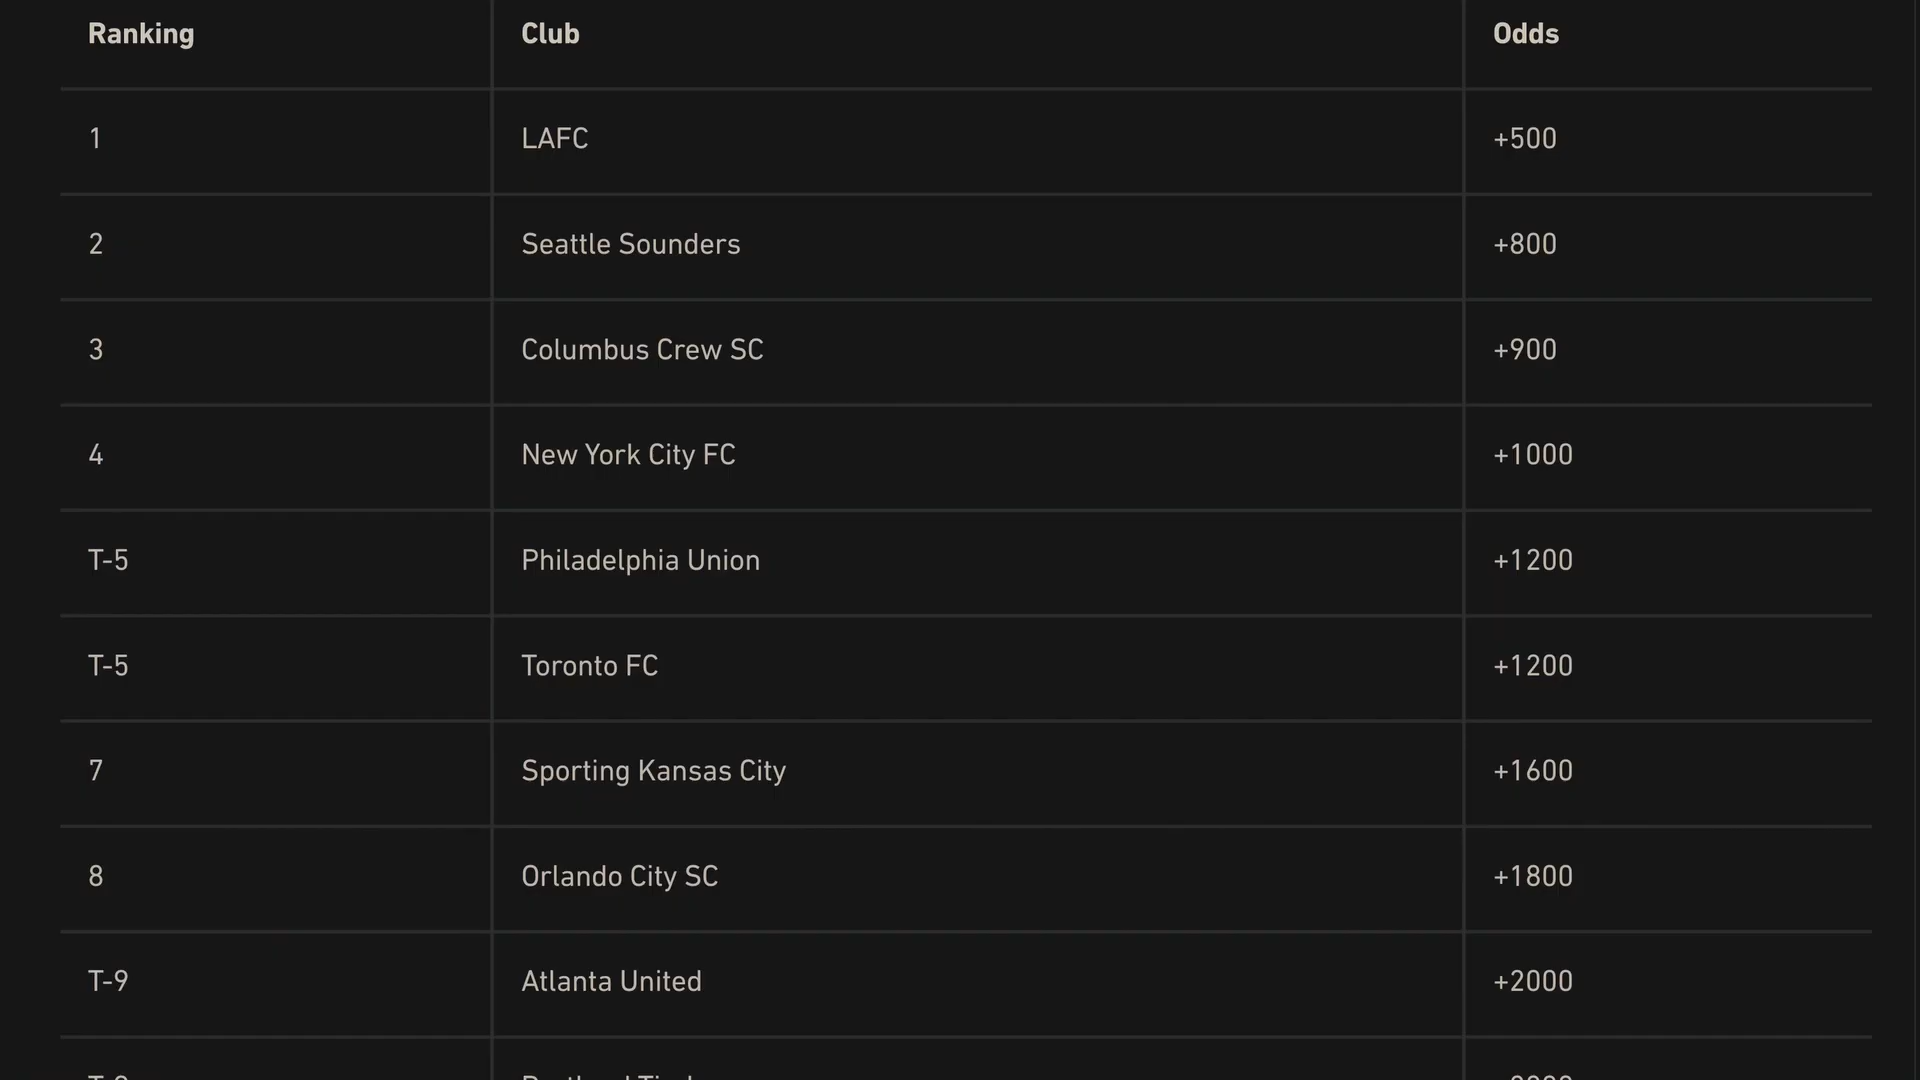 Ranking Club Odds
1 LAFC +500
2 Seattle Sounders +800
3 Columbus Crew SC +900
4 New York City FC +1000
T-5 Philadelphia Union +1200
T-5 Toronto FC +1200
7 Sporting Kansas City +1600
8 Orlando City SC +1800
T-9 Atlanta United +2000